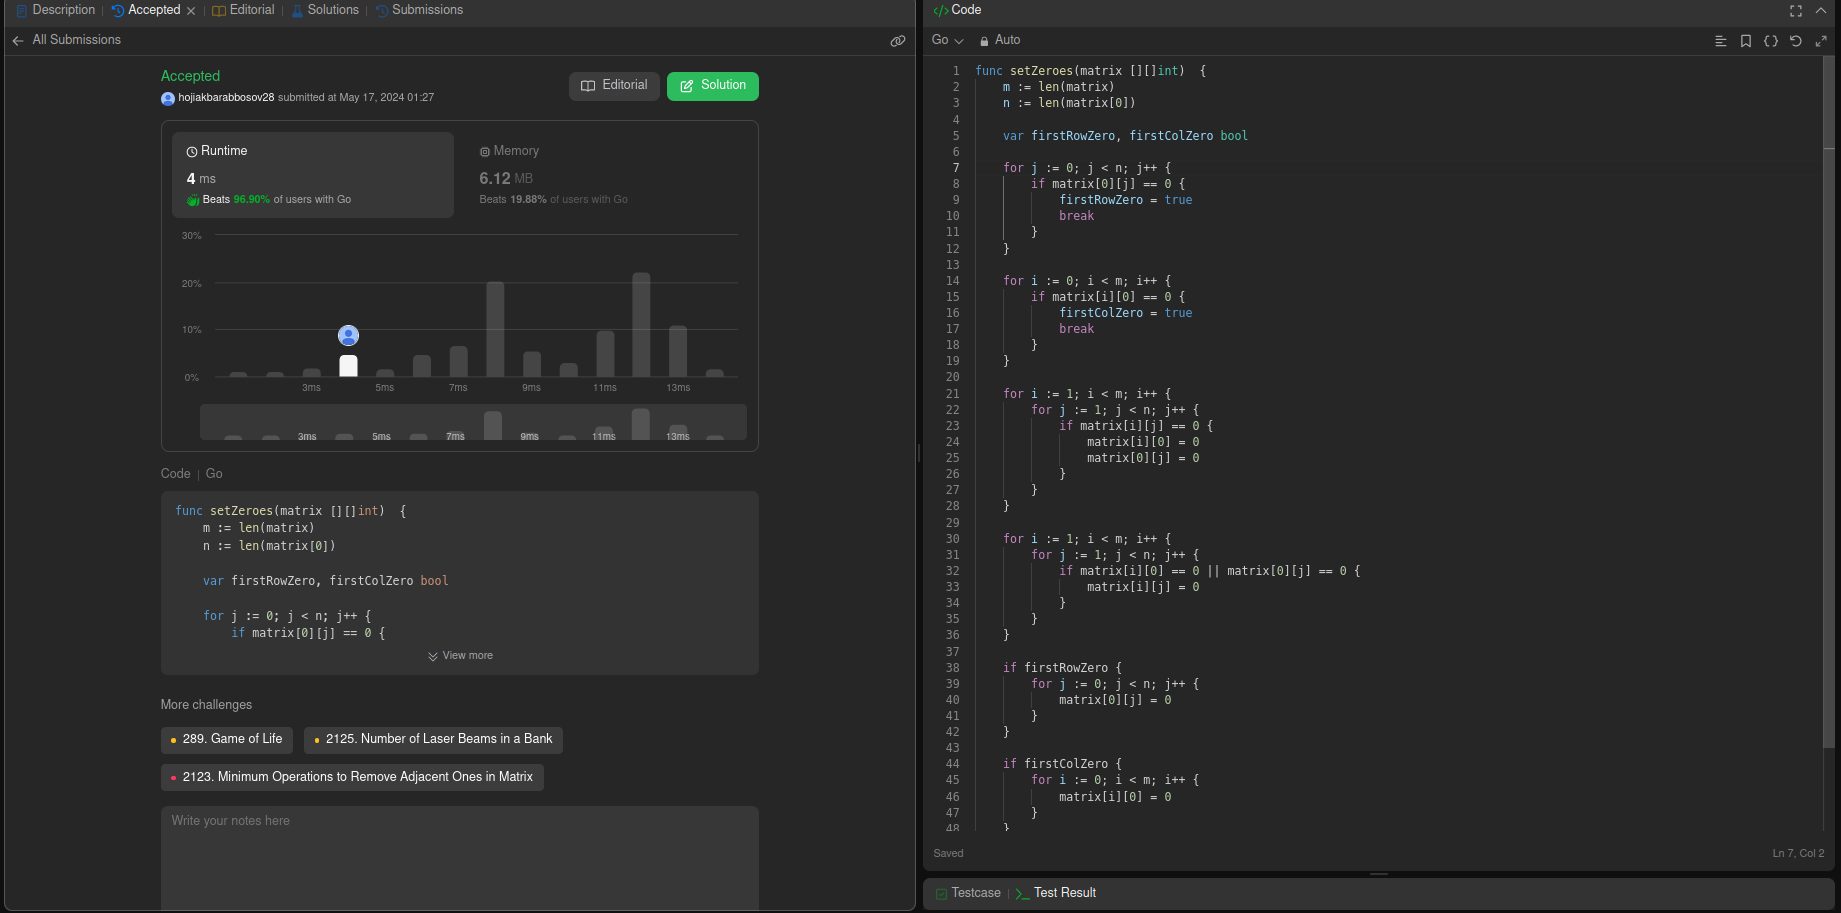 Description | Accepted × | Editorial | Solutions | Submissions
All Submissions
Accepted
hojiakbarabbosov28 submitted at May 17, 2024 01:27
Editorial
Solution
Runtime
4 ms
Beats 96.90% of users with Go
Memory
6.12 MB
Beats 19.88% of users with Go
30%
20%
10%
0%
3ms 5ms 7ms 9ms 11ms 13ms
3ms 5ms 7ms 9ms 11ms 13ms
Code | Go
func setZeroes(matrix [][]int)  {
    m := len(matrix)
    n := len(matrix[0])
    var firstRowZero, firstColZero bool
    for j := 0; j < n; j++ {
        if matrix[0][j] == 0 {
View more
More challenges
289. Game of Life
2125. Number of Laser Beams in a Bank
2123. Minimum Operations to Remove Adjacent Ones in Matrix
Write your notes here
</> Code
Go Auto
1 func setZeroes(matrix [][]int)  {
2     m := len(matrix)
3     n := len(matrix[0])
4
5     var firstRowZero, firstColZero bool
6
7     for j := 0; j < n; j++ {
8         if matrix[0][j] == 0 {
9             firstRowZero = true
10             break
11         }
12     }
13
14     for i := 0; i < m; i++ {
15         if matrix[i][0] == 0 {
16             firstColZero = true
17             break
18         }
19     }
20
21     for i := 1; i < m; i++ {
22         for j := 1; j < n; j++ {
23             if matrix[i][j] == 0 {
24                 matrix[i][0] = 0
25                 matrix[0][j] = 0
26             }
27         }
28     }
29
30     for i := 1; i < m; i++ {
31         for j := 1; j < n; j++ {
32             if matrix[i][0] == 0 || matrix[0][j] == 0 {
33                 matrix[i][j] = 0
34             }
35         }
36     }
37
38     if firstRowZero {
39         for j := 0; j < n; j++ {
40             matrix[0][j] = 0
41         }
42     }
43
44     if firstColZero {
45         for i := 0; i < m; i++ {
46             matrix[i][0] = 0
47         }
48     }
Saved
Ln 7, Col 2
Testcase | >_ Test Result